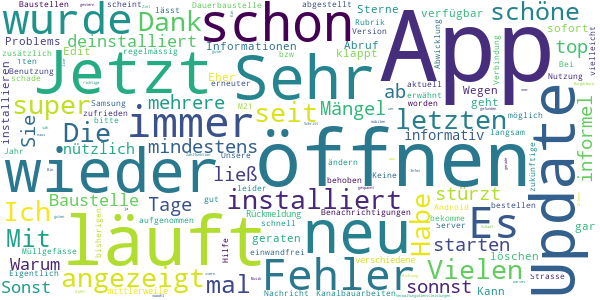 Baustellen
scheint
Dauerbaustelle
abgestellt
wurde
Dank
lässt
Sterne
Rubrik
Version
schon
App
verfügbar
schöne
Problems
deinstalliert
Edit
regelmässig
Informationen
bzw
Abruf
klappt
Abwicklung
Verbindung
top
sofort
vielleicht
zusätzlich
1ten
Benutzung
schade
installieren
Jetzt
Sehr
Eher
erneuter
ab
aktuell
erwähnt
worden
Wegen
geht
Bei
Nutzung
super
mehrere
Samsung
zufrieden
bitte
M21
seit
Mängel
letzten
möglich
langsam
informel
Update
Sie
Die
immer
öffnen
informativ
Jahr
nützlich
mindestens
Unsere
ändern
behoben
Keine
zukünftige
wieder
ließ
leider
gut
Baustelle
Tage
installiert
stürzt
Android
Ich
bisherigen
aufgenommen
Rückmeldung
schnell
Benachrichtigungen
Habe
bekomme
Server
Es
bestellen
gar
Mit
läuft
Hilfe
geraten
einwandfrei
neu
verschiedene
starten
löschen
Müllgefässe
Warum
Eigentlich
angezeigt
Fehler
Vielen
Strasse
Sonst
mittlerweile
mal
Nachricht
Kanalbauarbeiten
sonnst
Kann